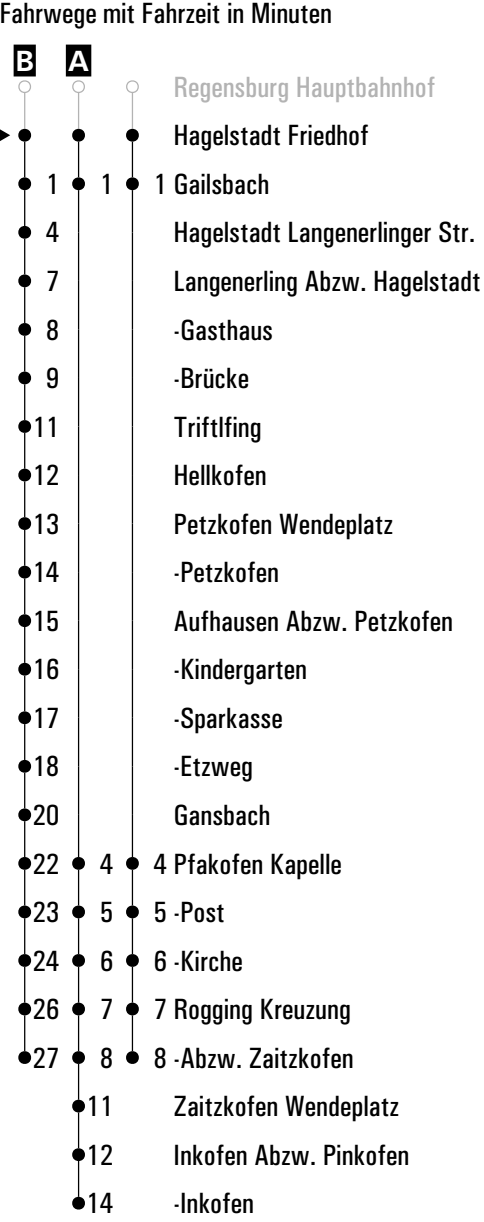 Fahrwege mit Fahrzeit in Minuten
B A
Regensburg Hauptbahnhof
Hagelstadt Friedhof
1 1 1 Gailsbach
4 Hagelstadt Langenerlinger Str.
7 Langenerling Abzw. Hagelstadt
8 -Gasthaus
9 -Brücke
11 Triftlfing
12 Hellkofen
13 Petzkofen Wendeplatz
14 -Petzkofen
15 Aufhausen Abzw. Petzkofen
16 -Kindergarten
17 -Sparkasse
18 -Etzweg
20 Gansbach
22 4 4 Pfakofen Kapelle
23 5 5 -Post
24 6 6 -Kirche
26 7 7 Rogging Kreuzung
27 8 8 -Abzw. Zaitzkofen
11 Zaitzkofen Wendeplatz
12 Inkofen Abzw. Pinkofen
14 -Inkofen